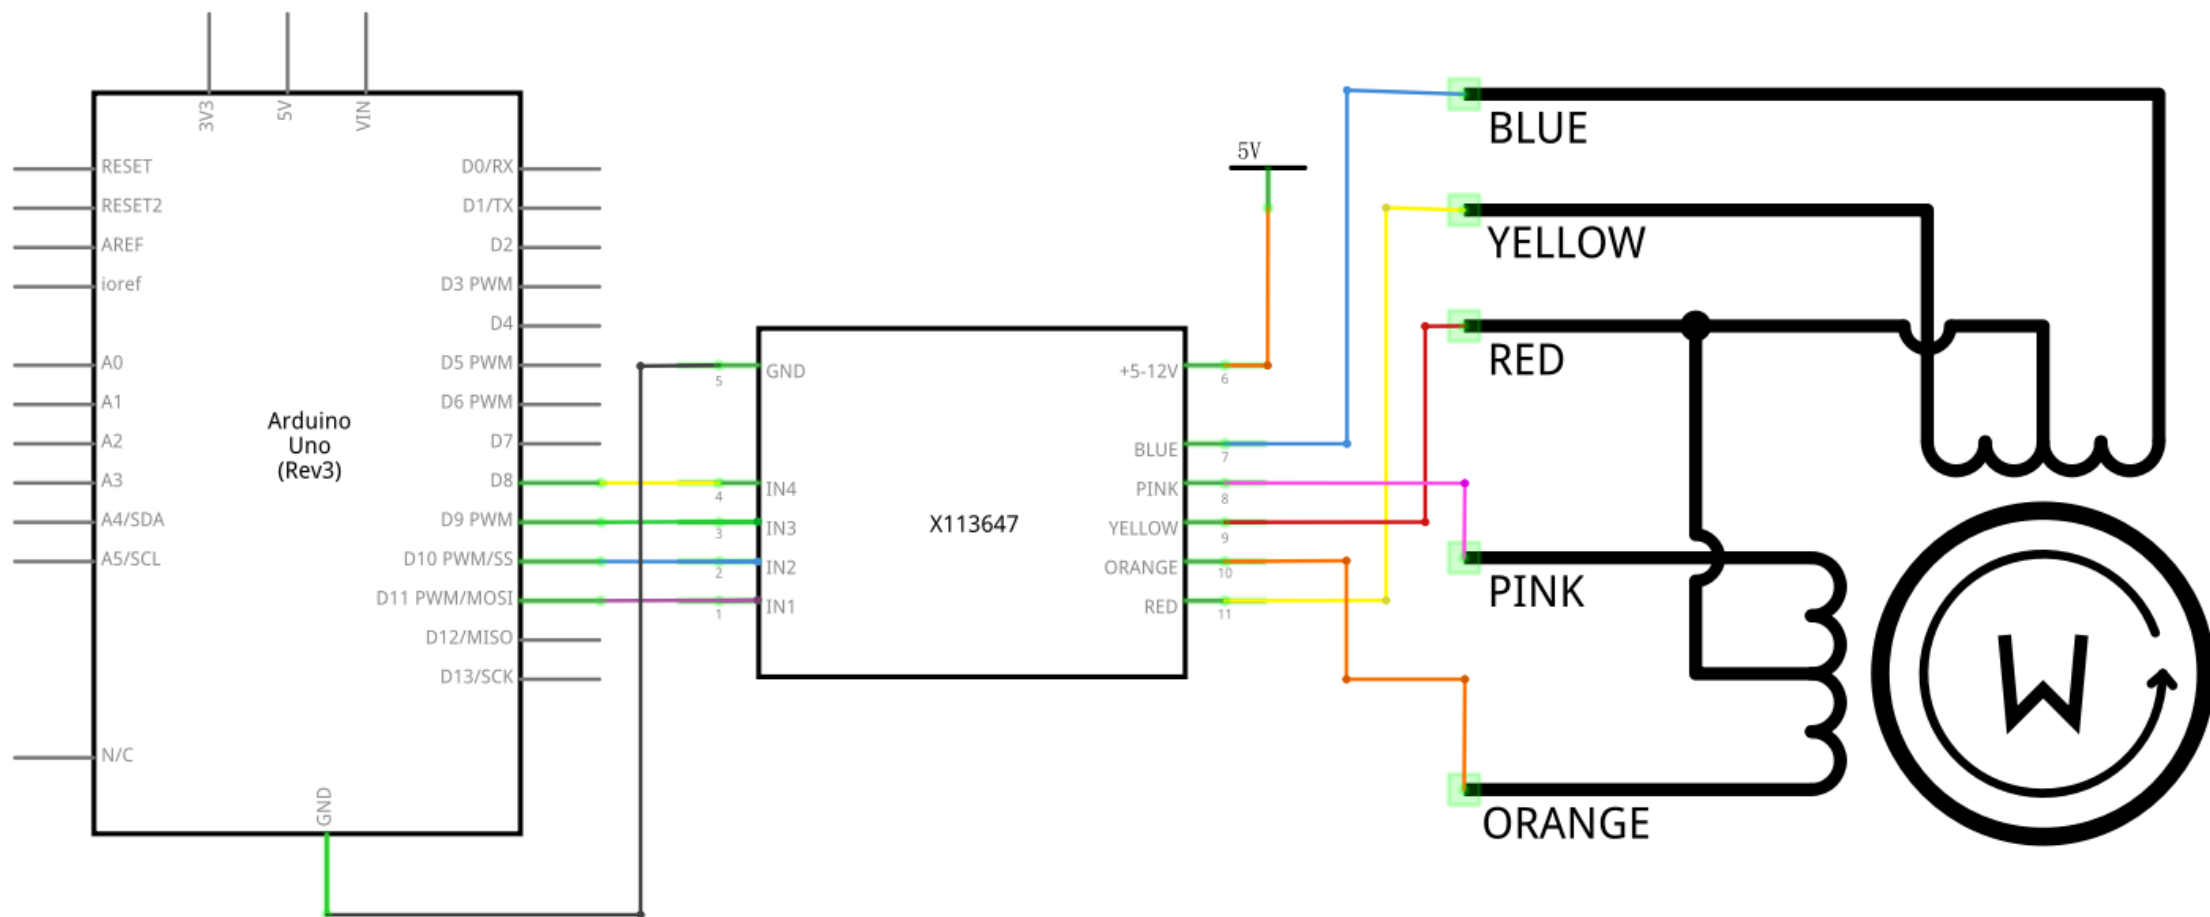 3V3
5V
VIN
RESET
RESET2
AREF
ioref
A0
A1
A2
A3
A4/SDA
A5/SCL
N/C
Arduino
Uno
(Rev3)
D0/RX
D1/TX
D2
D3 PWM
D4
D5 PWM
D6 PWM
D7
D8
D9 PWM
D10 PWM/SS
D11 PWM/MOSI
D12/MISO
D13/SCK
GND
5
4
3
2
1
GND
IN4
IN3
IN2
IN1
X113647
+5-12V
BLUE
PINK
YELLOW
ORANGE
RED
6
7
8
9
10
11
5V
BLUE
YELLOW
RED
PINK
ORANGE
W